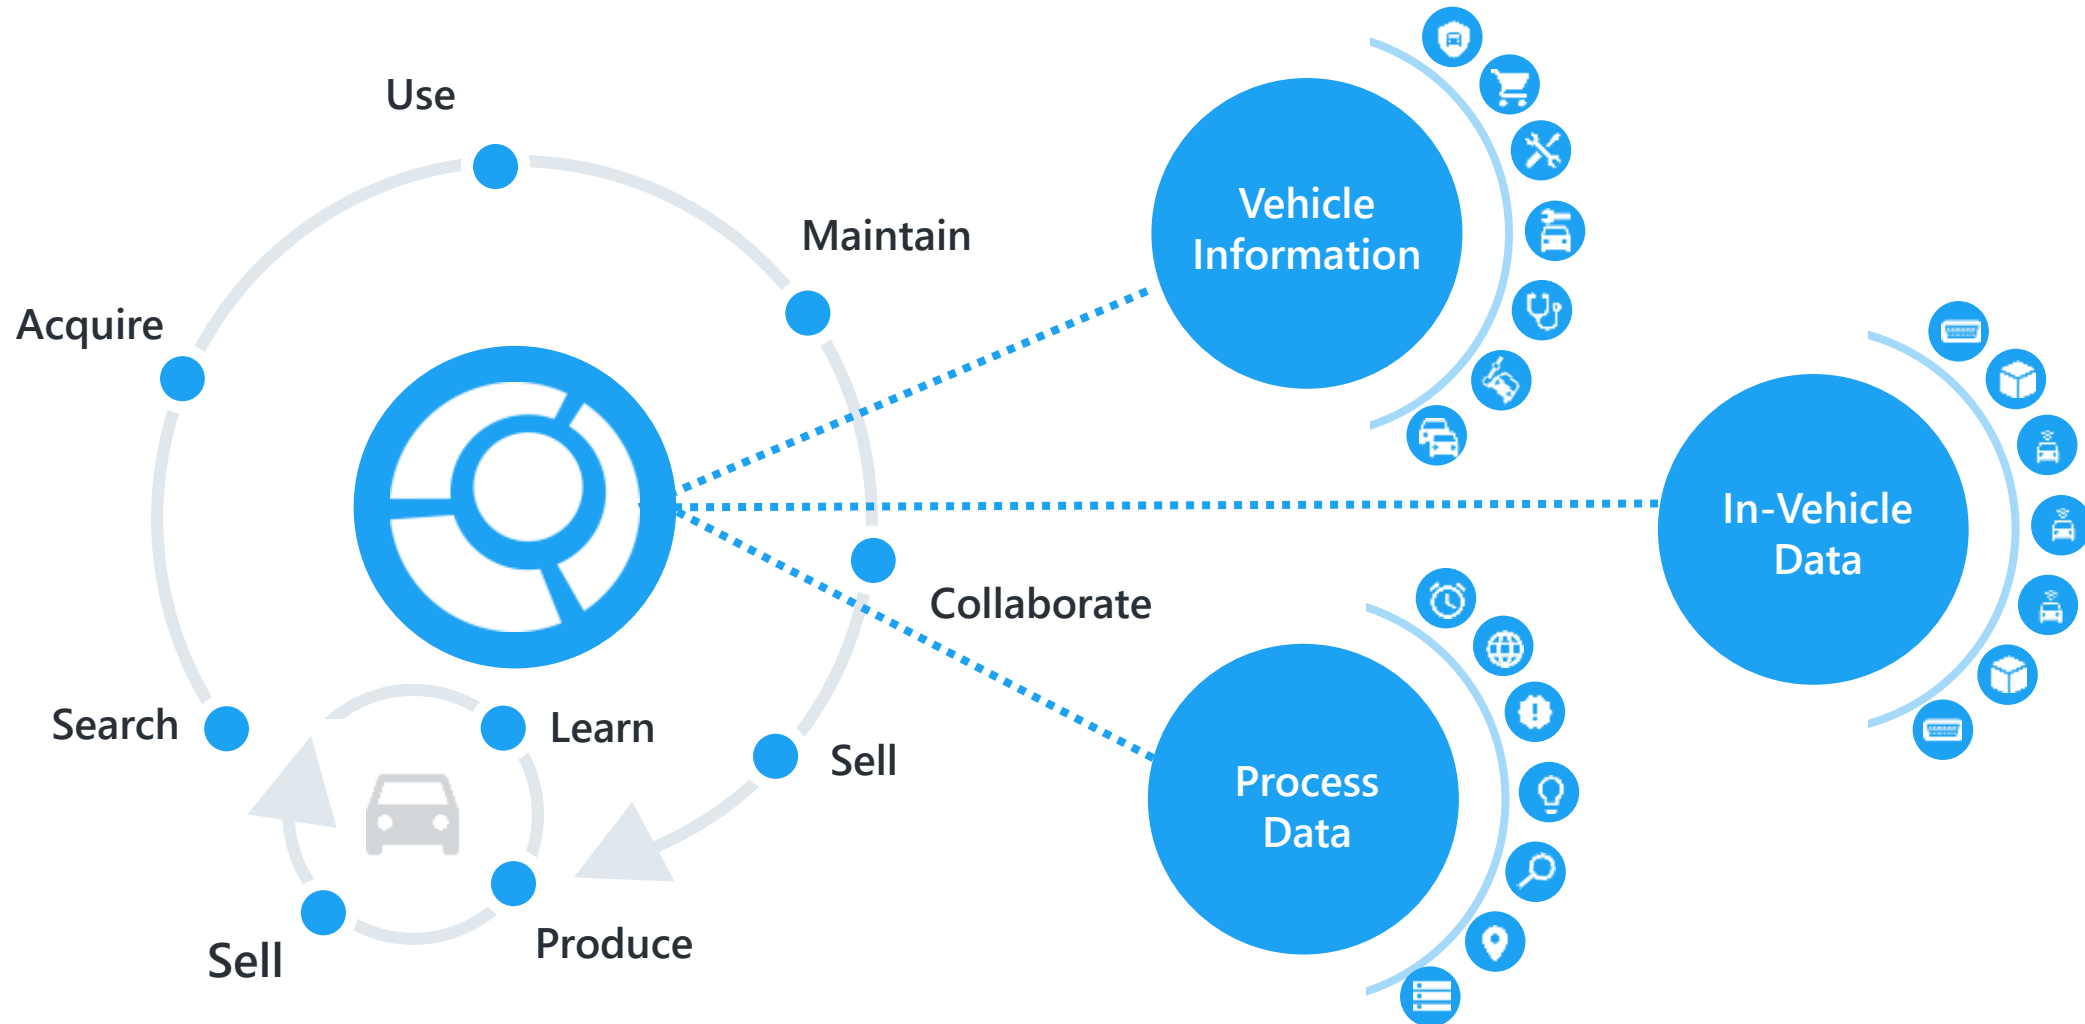 Use
Maintain
Acquire
Search
Learn
Collaborate
Sell
Produce
Sell
Vehicle
Information
In-Vehicle
Data
Process
Data